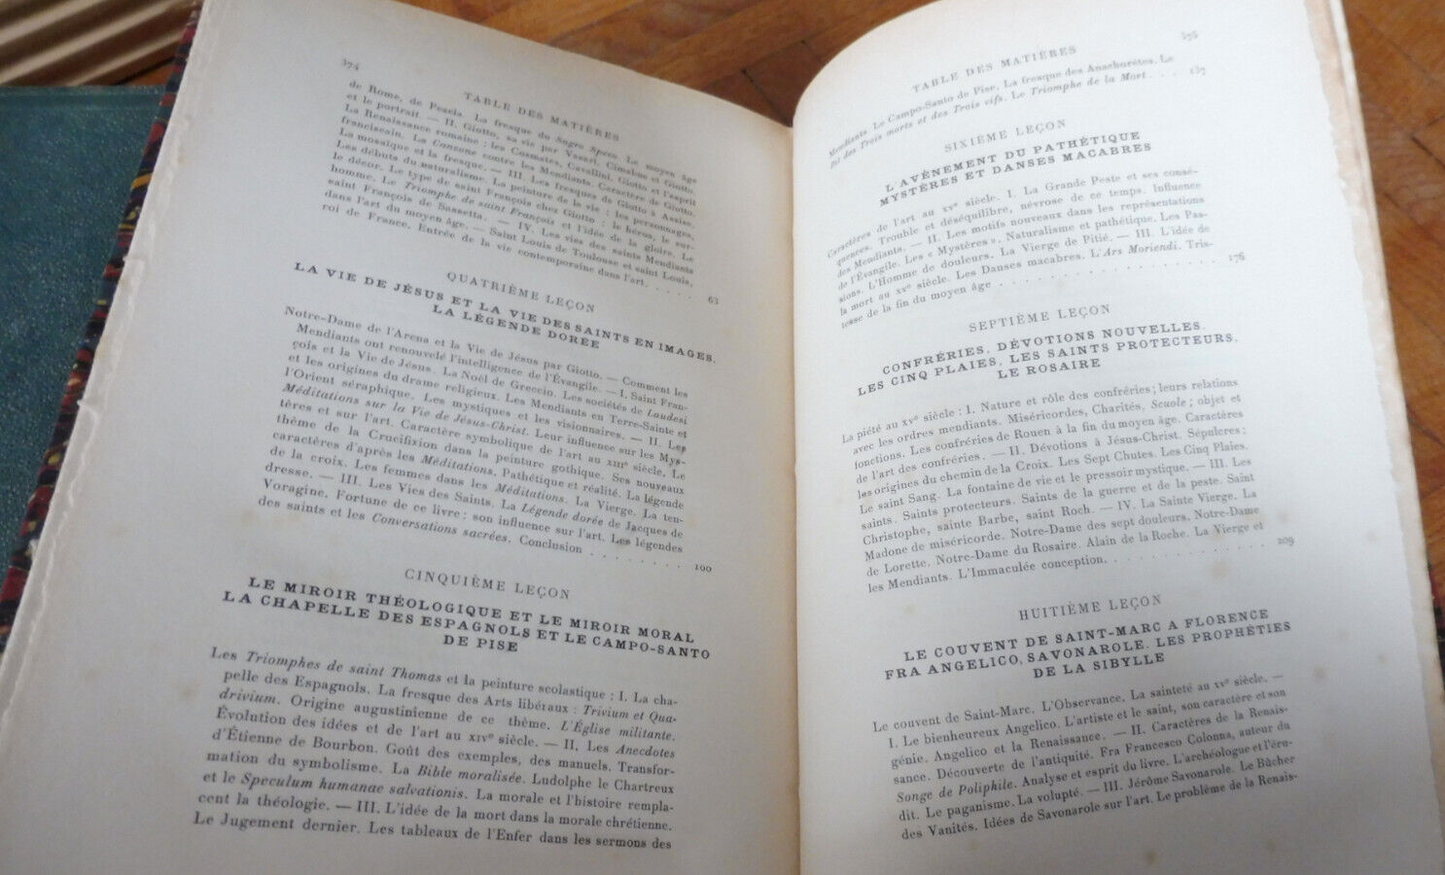 374
TABLE DES MATIÈRES
de Rome, de Pesela. La fresque du Sagro Speco. Le moyen âge
et le portrait. — II. Giotto, sa vie par Vasari. Cimabue et Giotto.
La Renaissance romaine : les Cosmates, Cavallini. Giotto et l'esprit
franciscain. La Canzone contre les Mendiants. Caractère de Giotto.
La mosaïque et la fresque. — III. Les fresques de Giotto à Assise.
Les débuts du naturalisme. La peinture de la vie : les personnages,
le décor. Le type de saint François chez Giotto : le héros, le sur-
homme. Le Triomphe de saint François et l'idée de la gloire. Le
saint François de Sassetta. — IV. Les vies des saints Mendiants
dans l'art du moyen âge. — Saint Louis de Toulouse et saint Louis,
roi de France. Entrée de la vie contemporaine dans l'art. . . . . . 63
QUATRIÈME LEÇON
LA VIE DE JÉSUS ET LA VIE DES SAINTS EN IMAGES.
LA LÉGENDE DORÉE
Notre-Dame de l'Arena et la Vie de Jésus par Giotto. — Comment les
Mendiants ont renouvelé l'intelligence de l'Évangile. — I. Saint Fran-
çois et la Vie de Jésus. La Noël de Greccio. Les sociétés de Laudesi
et les origines du drame religieux. Les Mendiants en Terre-Sainte et
l'Orient séraphique. Les mystiques et les visionnaires. — II. Les
Méditations sur la Vie de Jésus-Christ. Leur influence sur les Mys-
tères et sur l'art. Caractère symbolique de l'art au XIIIe siècle. Le
thème de la Crucifixion dans la peinture gothique. Ses nouveaux
caractères d'après les Méditations. Pathétique et réalité. La légende
de la croix. Les femmes dans les Méditations. La Vierge. La ten-
dresse. — III. Les Vies des Saints. La Légende dorée de Jacques de
Voragine. Fortune de ce livre ; son influence sur l'art. Les légendes
des saints et les Conversations sacrées. Conclusion . . . . . . . . 100
CINQUIÈME LEÇON
LE MIROIR THÉOLOGIQUE ET LE MIROIR MORAL
LA CHAPELLE DES ESPAGNOLS ET LE CAMPO-SANTO
DE PISE
Les Triomphes de saint Thomas et la peinture scolastique : I. La cha-
pelle des Espagnols. La fresque des Arts libéraux : Trivium et Qua-
drivium. Origine augustinienne de ce thème. L'Église militante.
Évolution des idées et de l'art au XIVe siècle. — II. Les Anecdotes
d'Étienne de Bourbon. Goût des exemples, des manuels. Transfor-
mation du symbolisme. La Bible moralisée. Ludolphe le Chartreux
et le Speculum humanae salvationis. La morale et l'histoire rempla-
cent la théologie. — III. L'idée de la mort dans la morale chrétienne.
Le Jugement dernier. Les tableaux de l'Enfer dans les sermons des
375
TABLE DES MATIÈRES
Mendiants. Le Campo-Santo de Pise. La fresque des Anachorètes. Le
Dit des Trois morts et des Trois vifs. Le Triomphe de la Mort. . . . 137
SIXIÈME LEÇON
L'AVÈNEMENT DU PATHÉTIQUE
MYSTÈRES ET DANSES MACABRES
Caractères de l'art au XVe siècle. I. La Grande Peste et ses consé-
quences. Trouble et déséquilibre, névrose de ce temps. Influence
des Mendiants. — II. Les motifs nouveaux dans les représentations
de l'Évangile. Les « Mystères ». Naturalisme et pathétique. Les Pas-
sions. L'Homme de douleurs. La Vierge de Pitié. — III. L'idée de
la mort au XVe siècle. Les Danses macabres. L'Ars Moriendi. Tris-
tesse de la fin du moyen âge . . . . . . . . . . . . . . . 176
SEPTIÈME LEÇON
CONFRÉRIES, DÉVOTIONS NOUVELLES.
LES CINQ PLAIES, LES SAINTS PROTECTEURS,
LE ROSAIRE
La piété au XVe siècle : I. Nature et rôle des confréries ; leurs relations
avec les ordres mendiants. Miséricordes, Charités, Scuole ; objet et
fonctions. Les confréries de Rouen à la fin du moyen âge. Caractères
de l'art des confréries. — II. Dévotions à Jésus-Christ. Sépulcres ;
les origines du chemin de la Croix. Les Sept Chutes. Les Cinq Plaies.
Le saint Sang. La fontaine de vie et le pressoir mystique. — III. Les
saints. Saints protecteurs. Saints de la guerre et de la peste. Saint
Christophe, sainte Barbe, saint Roch. — IV. La Sainte Vierge. La
Madone de miséricorde. Notre-Dame des sept douleurs. Notre-Dame
de Lorette. Notre-Dame du Rosaire. Alain de la Roche. La Vierge et
les Mendiants. L'Immaculée conception. . . . . . . . . . . . 209
HUITIÈME LEÇON
LE COUVENT DE SAINT-MARC A FLORENCE
FRA ANGELICO, SAVONAROLE. LES PROPHÉTIES
DE LA SIBYLLE
Le couvent de Saint-Marc. L'Observance. La sainteté au XVe siècle. —
I. Le bienheureux Angelico. L'artiste et le saint, son caractère et son
génie. Angelico et la Renaissance. — II. Caractères de la Renais-
sance. Découverte de l'antiquité. Fra Francesco Colonna, auteur du
Songe de Poliphile. Analyse et esprit du livre. L'archéologue et l'éru-
dit. Le paganisme. La volupté. — III. Jérôme Savonarole. Le Bûcher
des Vanités. Idées de Savonarole sur l'art. Le problème de la Renais-